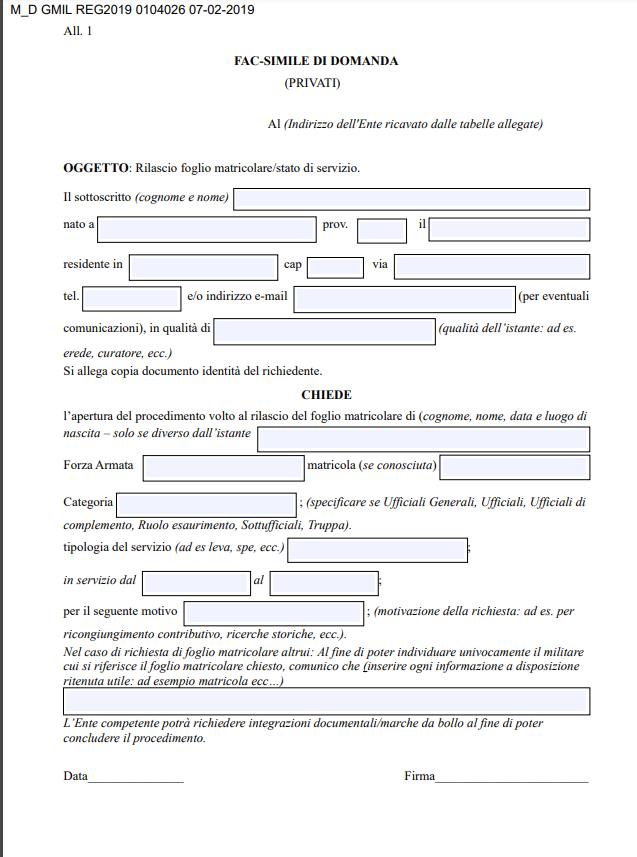 M_D GMIL REG2019 0104026 07-02-2019
All. 1
FAC-SIMILE DI DOMANDA
(PRIVATI)
Al (Indirizzo dell'Ente ricavato dalle tabelle allegate)
OGGETTO: Rilascio foglio matricolare/stato di servizio.
Il sottoscritto (cognome e nome)
nato a prov. il
residente in cap via
tel. e/o indirizzo e-mail (per eventuali
comunicazioni), in qualità di (qualità dell'istante: ad es.
erede, curatore, ecc.)
Si allega copia documento identità del richiedente.
CHIEDE
l'apertura del procedimento volto al rilascio del foglio matricolare di (cognome, nome, data e luogo di
nascita – solo se diverso dall'istante
Forza Armata matricola (se conosciuta)
Categoria ; (specificare se Ufficiali Generali, Ufficiali, Ufficiali di
complemento, Ruolo esaurimento, Sottufficiali, Truppa).
tipologia del servizio (ad es leva, spe, ecc.) ;
in servizio dal al ;
per il seguente motivo ; (motivazione della richiesta: ad es. per
ricongiungimento contributivo, ricerche storiche, ecc.).
Nel caso di richiesta di foglio matricolare altrui: Al fine di poter individuare univocamente il militare
cui si riferisce il foglio matricolare chiesto, comunico che (inserire ogni informazione a disposizione
ritenuta utile: ad esempio matricola ecc…)
L'Ente competente potrà richiedere integrazioni documentali/marche da bollo al fine di poter
concludere il procedimento.
Data_______________ Firma________________________